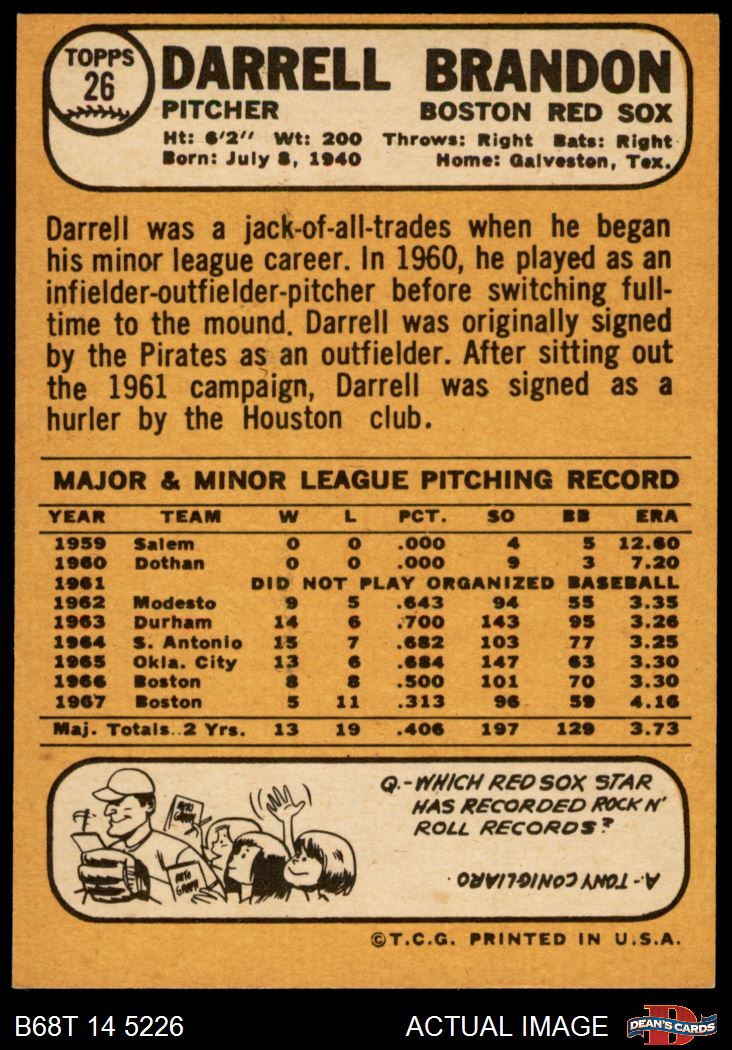 TOPPS
26
DARRELL BRANDON
PITCHER BOSTON RED SOX
Ht: 6'2" Wt: 200 Throws: Right Bats: Right
Born: July 8, 1940 Home: Galveston, Tex.
Darrell was a jack-of-all-trades when he began
his minor league career. In 1960, he played as an
infielder-outfielder-pitcher before switching full-
time to the mound. Darrell was originally signed
by the Pirates as an outfielder. After sitting out
the 1961 campaign, Darrell was signed as a
hurler by the Houston club.
MAJOR & MINOR LEAGUE PITCHING RECORD
YEAR TEAM W L PCT. SO BB ERA
1959 Salem 0 0 .000 4 5 12.60
1960 Dothan 0 0 .000 9 3 7.20
1961 DID NOT PLAY ORGANIZED BASEBALL
1962 Modesto 9 5 .643 94 55 3.35
1963 Durham 14 6 .700 143 95 3.26
1964 S. Antonio 15 7 .682 103 77 3.25
1965 Okla. City 13 6 .684 147 63 3.30
1966 Boston 8 8 .500 101 70 3.30
1967 Boston 5 11 .313 96 59 4.16
Maj. Totals..2 Yrs. 13 19 .406 197 129 3.73
Q.-WHICH RED SOX STAR
HAS RECORDED ROCK N'
ROLL RECORDS?
A.-TONY CONIGLIARO.
AUTO
GRAPH
AUTO
GRAPH
©T.C.G. PRINTED IN U.S.A.
B68T 14 5226 ACTUAL IMAGE
D
DEAN'S CARDS